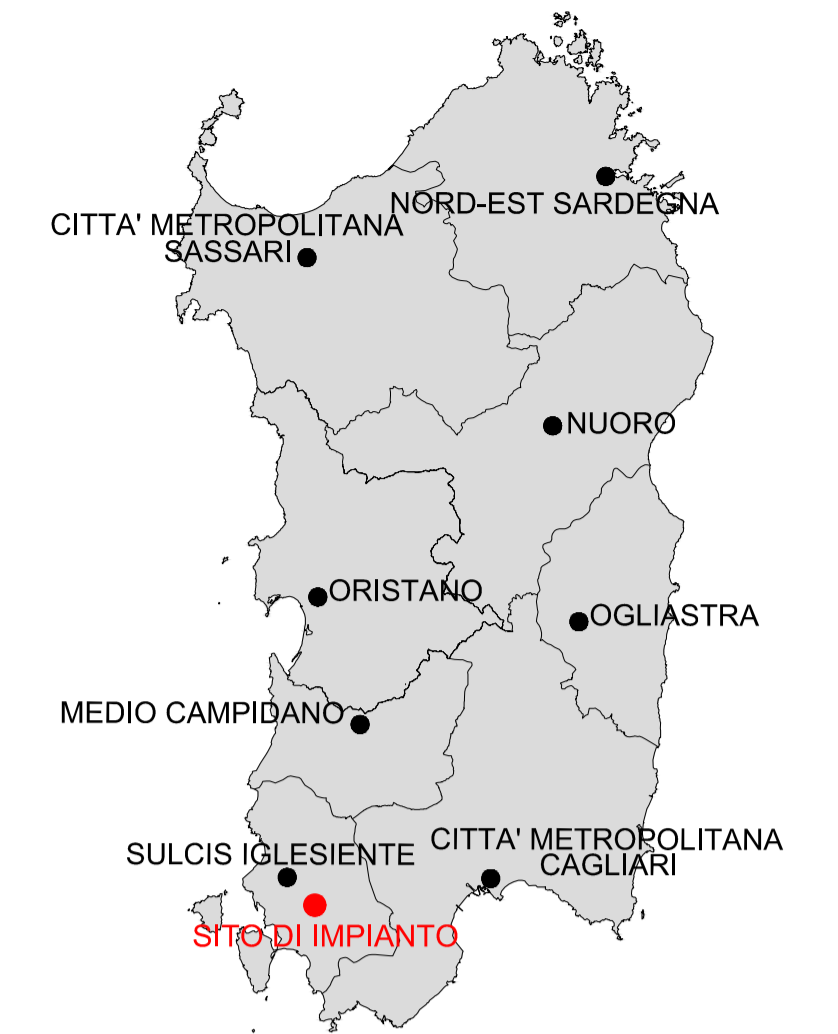 NORD-EST SARDEGNA
CITTA' METROPOLITANA
SASSARI
NUORO
ORISTANO
OGLIASTRA
MEDIO CAMPIDANO
CITTA' METROPOLITANA
CAGLIARI
SULCIS IGLESIENTE
SITO DI IMPIANTO